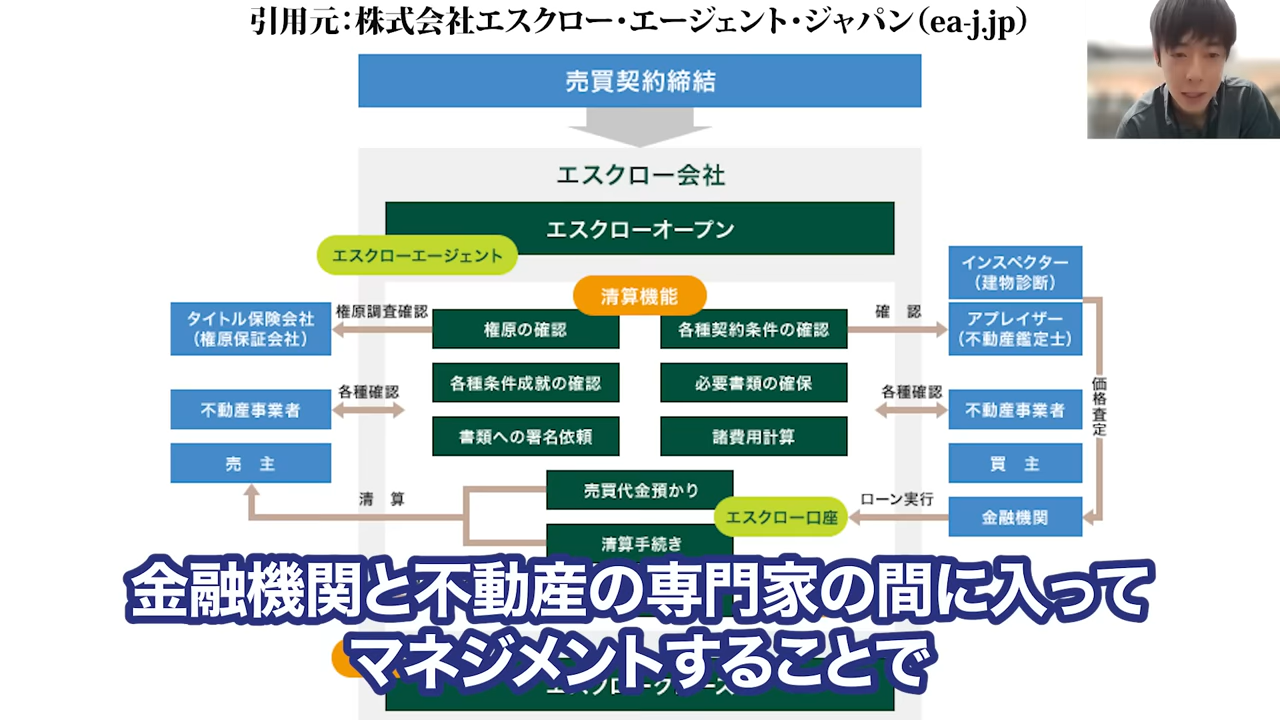 引用元：株式会社エスクロー・エージェント・ジャパン（ea-j.jp）
売買契約締結
エスクロー会社
エスクローオープン
エスクローエージェント
清算機能
インスペクター
（建物診断）
タイトル保険会社
（権原保証会社）
権原調査確認
権原の確認
各種契約条件の確認
確　認
アプレイザー
（不動産鑑定士）
各種条件成就の確認
必要書類の確保
価格査定
不動産事業者
各種確認
各種確認
不動産事業者
書類への署名依頼
諸費用計算
売　主
買　主
清　算
売買代金預かり
エスクロー口座
ローン実行
金融機関
清算手続き
金融機関と不動産の専門家の間に入って
マネジメントすることで